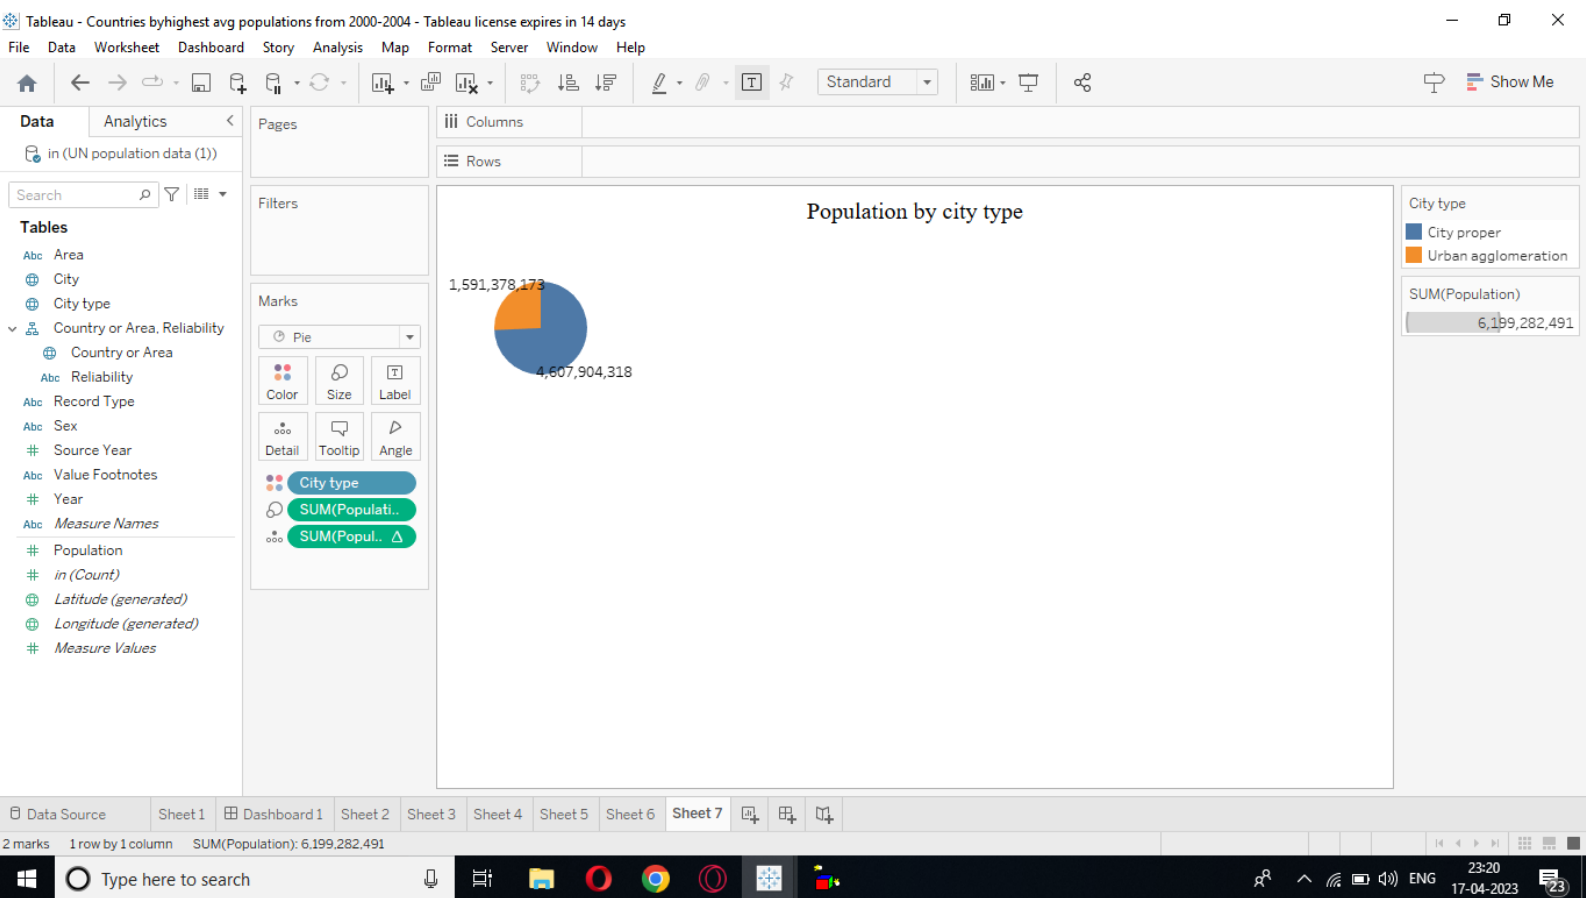 Tableau - Countries byhighest avg populations from 2000-2004 - Tableau license expires in 14 days
File Data Worksheet Dashboard Story Analysis Map Format Server Window Help
Standard
Show Me
Data Analytics
in (UN population data (1))
Search
Tables
Abc Area
City
City type
Country or Area, Reliability
Country or Area
Abc Reliability
Abc Record Type
Abc Sex
# Source Year
Abc Value Footnotes
# Year
Abc Measure Names
# Population
# in (Count)
Latitude (generated)
Longitude (generated)
# Measure Values
Pages
Filters
Marks
Pie
Color Size Label
Detail Tooltip Angle
City type
SUM(Populati..
SUM(Popul.. Δ
Columns
Rows
Population by city type
1,591,378,173
4,607,904,318
City type
City proper
Urban agglomeration
SUM(Population)
6,199,282,491
Data Source Sheet 1 Dashboard 1 Sheet 2 Sheet 3 Sheet 4 Sheet 5 Sheet 6 Sheet 7
2 marks 1 row by 1 column SUM(Population): 6,199,282,491
Type here to search
ENG
23:20
17-04-2023
23